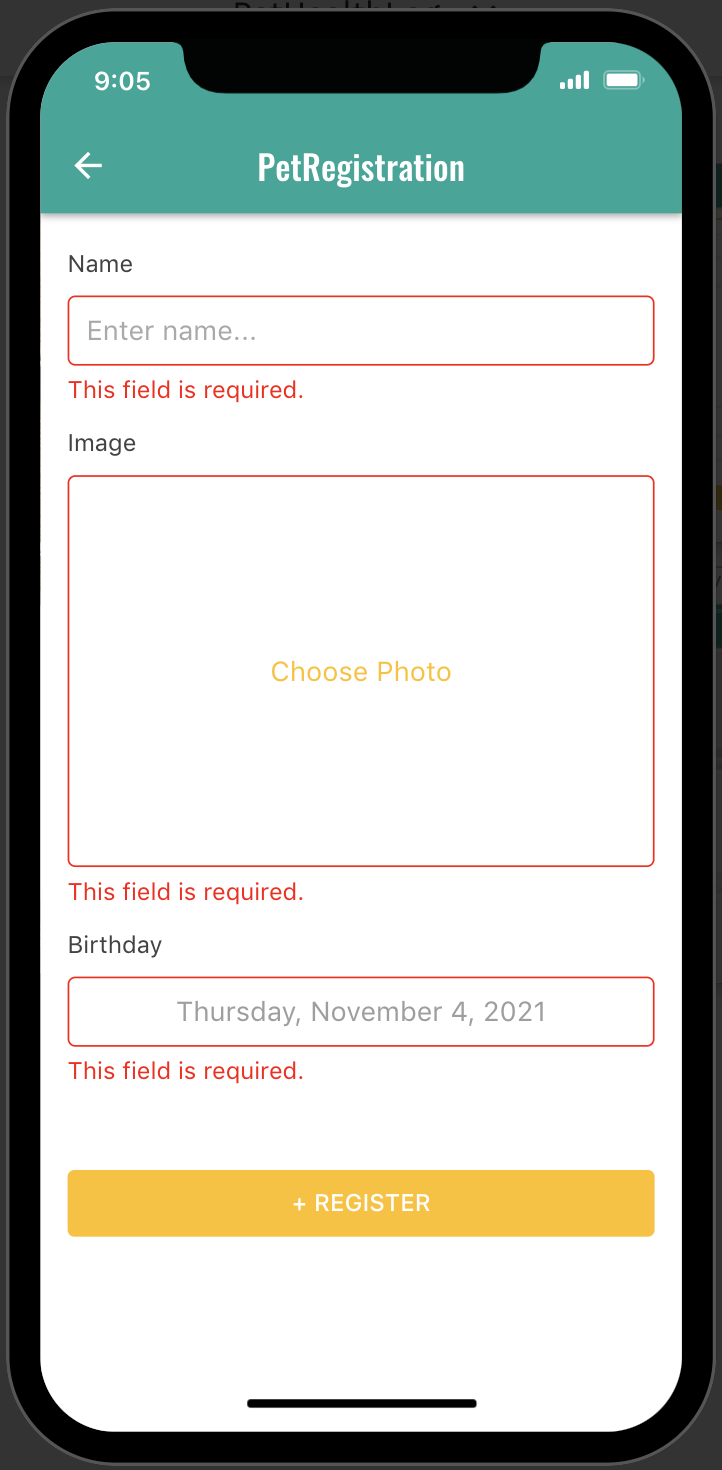 9:05
PetRegistration
Name
Enter name...
This field is required.
Image
Choose Photo
This field is required.
Birthday
Thursday, November 4, 2021
This field is required.
+ REGISTER